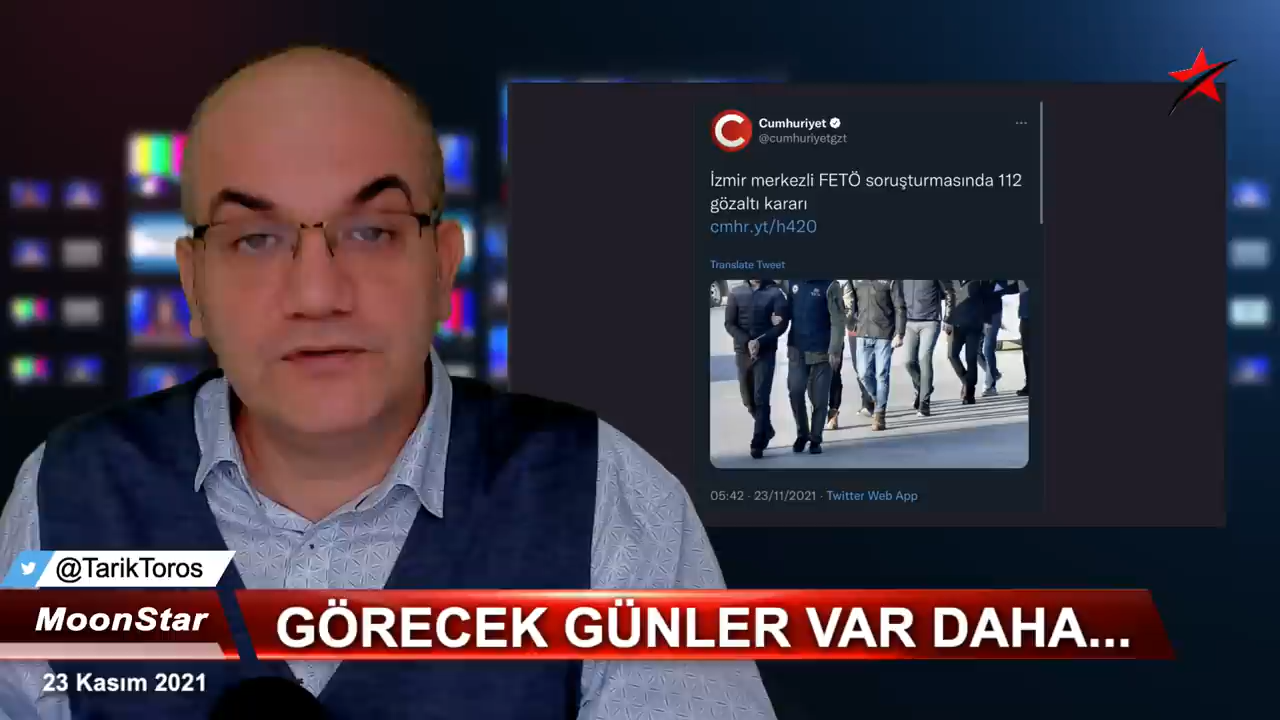 Cumhuriyet
@cumhuriyetgzt
İzmir merkezli FETÖ soruşturmasında 112
gözaltı kararı
cmhr.yt/h420
Translate Tweet
05:42 · 23/11/2021 · Twitter Web App
@TarikToros
MoonStar
GÖRECEK GÜNLER VAR DAHA...
23 Kasım 2021